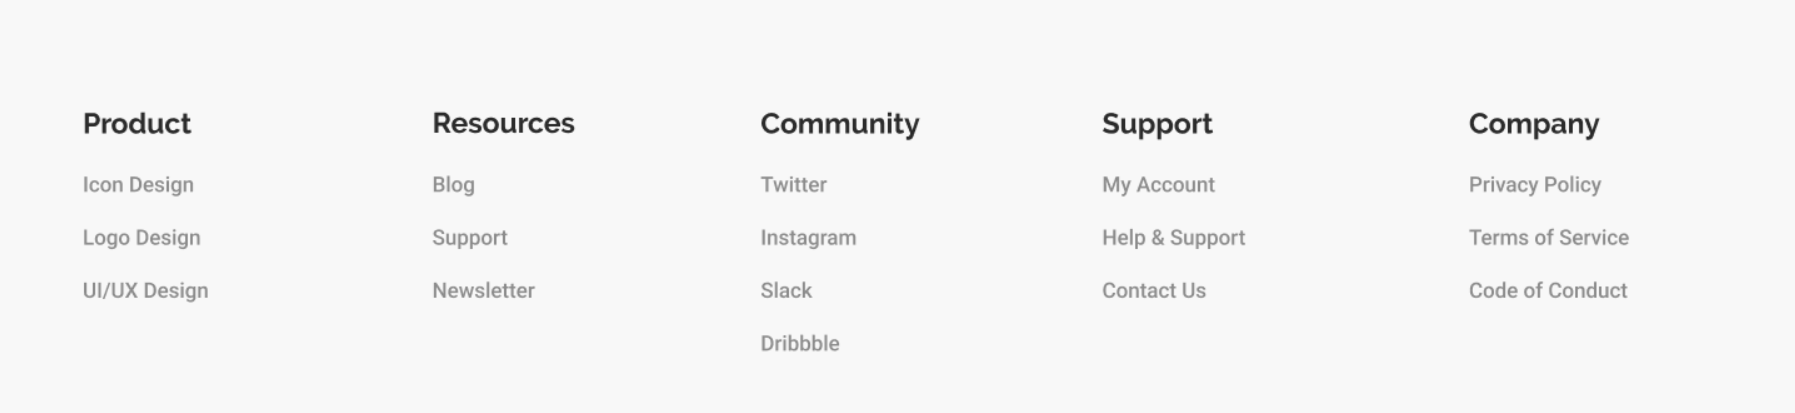 Product
Icon Design
Logo Design
UI/UX Design
Resources
Blog
Support
Newsletter
Community
Twitter
Instagram
Slack
Dribbble
Support
My Account
Help & Support
Contact Us
Company
Privacy Policy
Terms of Service
Code of Conduct